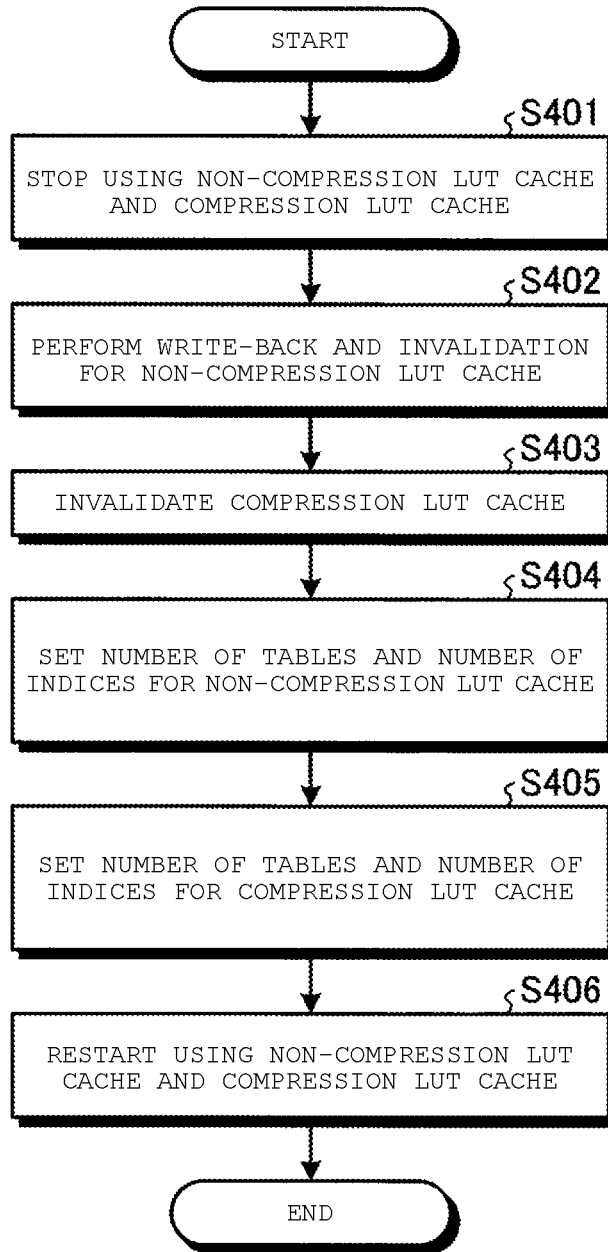 START
S401
STOP USING NON-COMPRESSION LUT CACHE
AND COMPRESSION LUT CACHE
S402
PERFORM WRITE-BACK AND INVALIDATION
FOR NON-COMPRESSION LUT CACHE
S403
INVALIDATE COMPRESSION LUT CACHE
S404
SET NUMBER OF TABLES AND NUMBER OF
INDICES FOR NON-COMPRESSION LUT CACHE
S405
SET NUMBER OF TABLES AND NUMBER OF
INDICES FOR COMPRESSION LUT CACHE
S406
RESTART USING NON-COMPRESSION LUT
CACHE AND COMPRESSION LUT CACHE
END